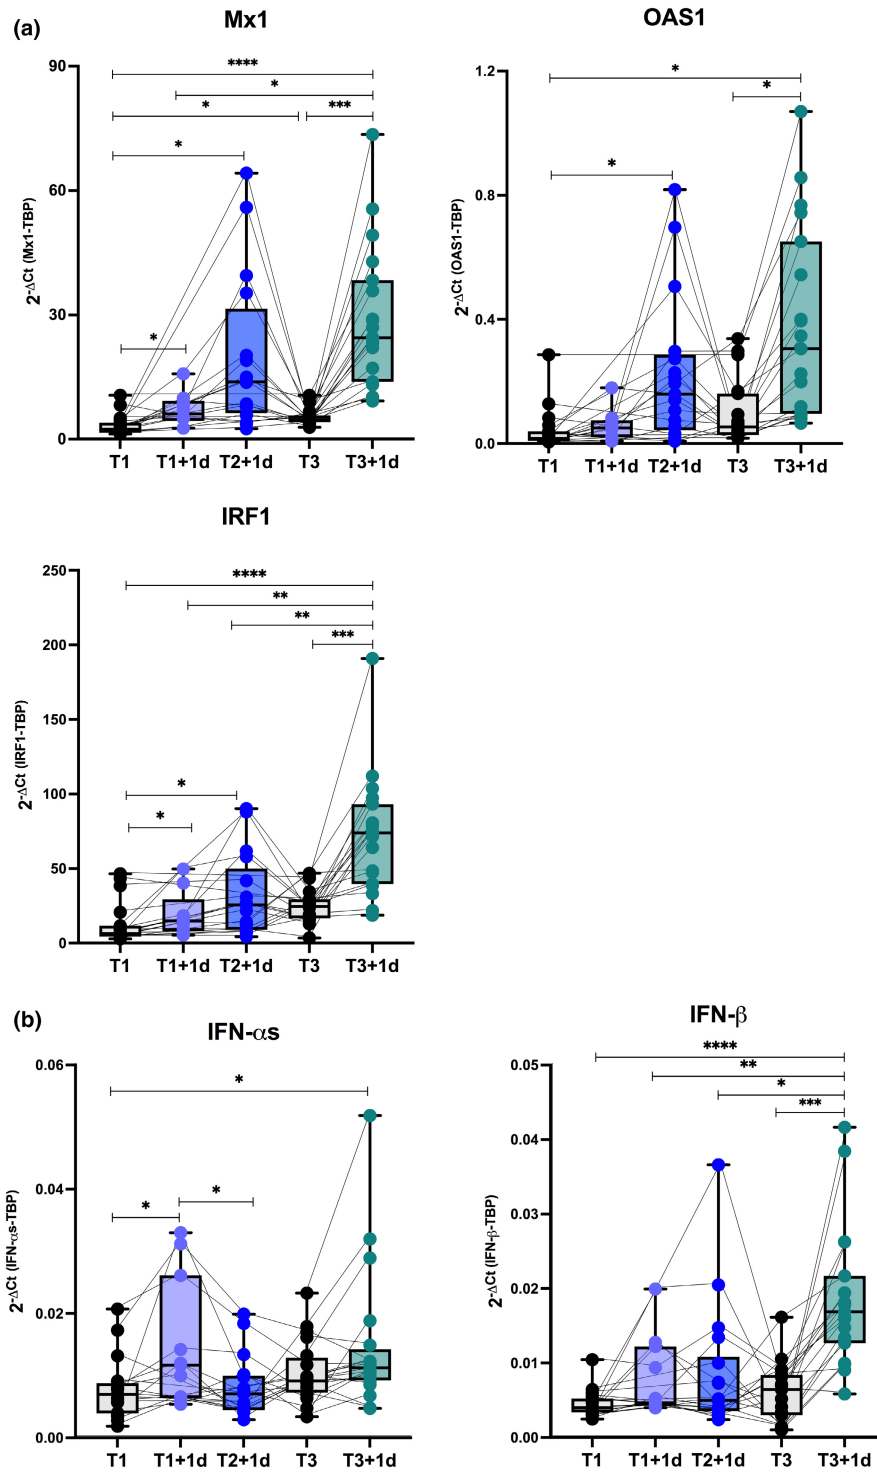 (a)
Mx1
****
*
*
***
*
*
90
60
30
0
2-ΔCt (Mx1-TBP)
T1 T1+1d T2+1d T3 T3+1d
OAS1
*
*
*
1.2
0.8
0.4
0.0
2-ΔCt (OAS1-TBP)
T1 T1+1d T2+1d T3 T3+1d
IRF1
****
**
**
***
*
*
250
200
150
100
50
0
2-ΔCt (IRF1-TBP)
T1 T1+1d T2+1d T3 T3+1d
(b)
IFN-αs
*
*
*
0.06
0.04
0.02
0.00
2-ΔCt (IFN-αs-TBP)
T1 T1+1d T2+1d T3 T3+1d
IFN-β
****
**
*
***
0.05
0.04
0.03
0.02
0.01
0.00
2-ΔCt (IFN-β-TBP)
T1 T1+1d T2+1d T3 T3+1d